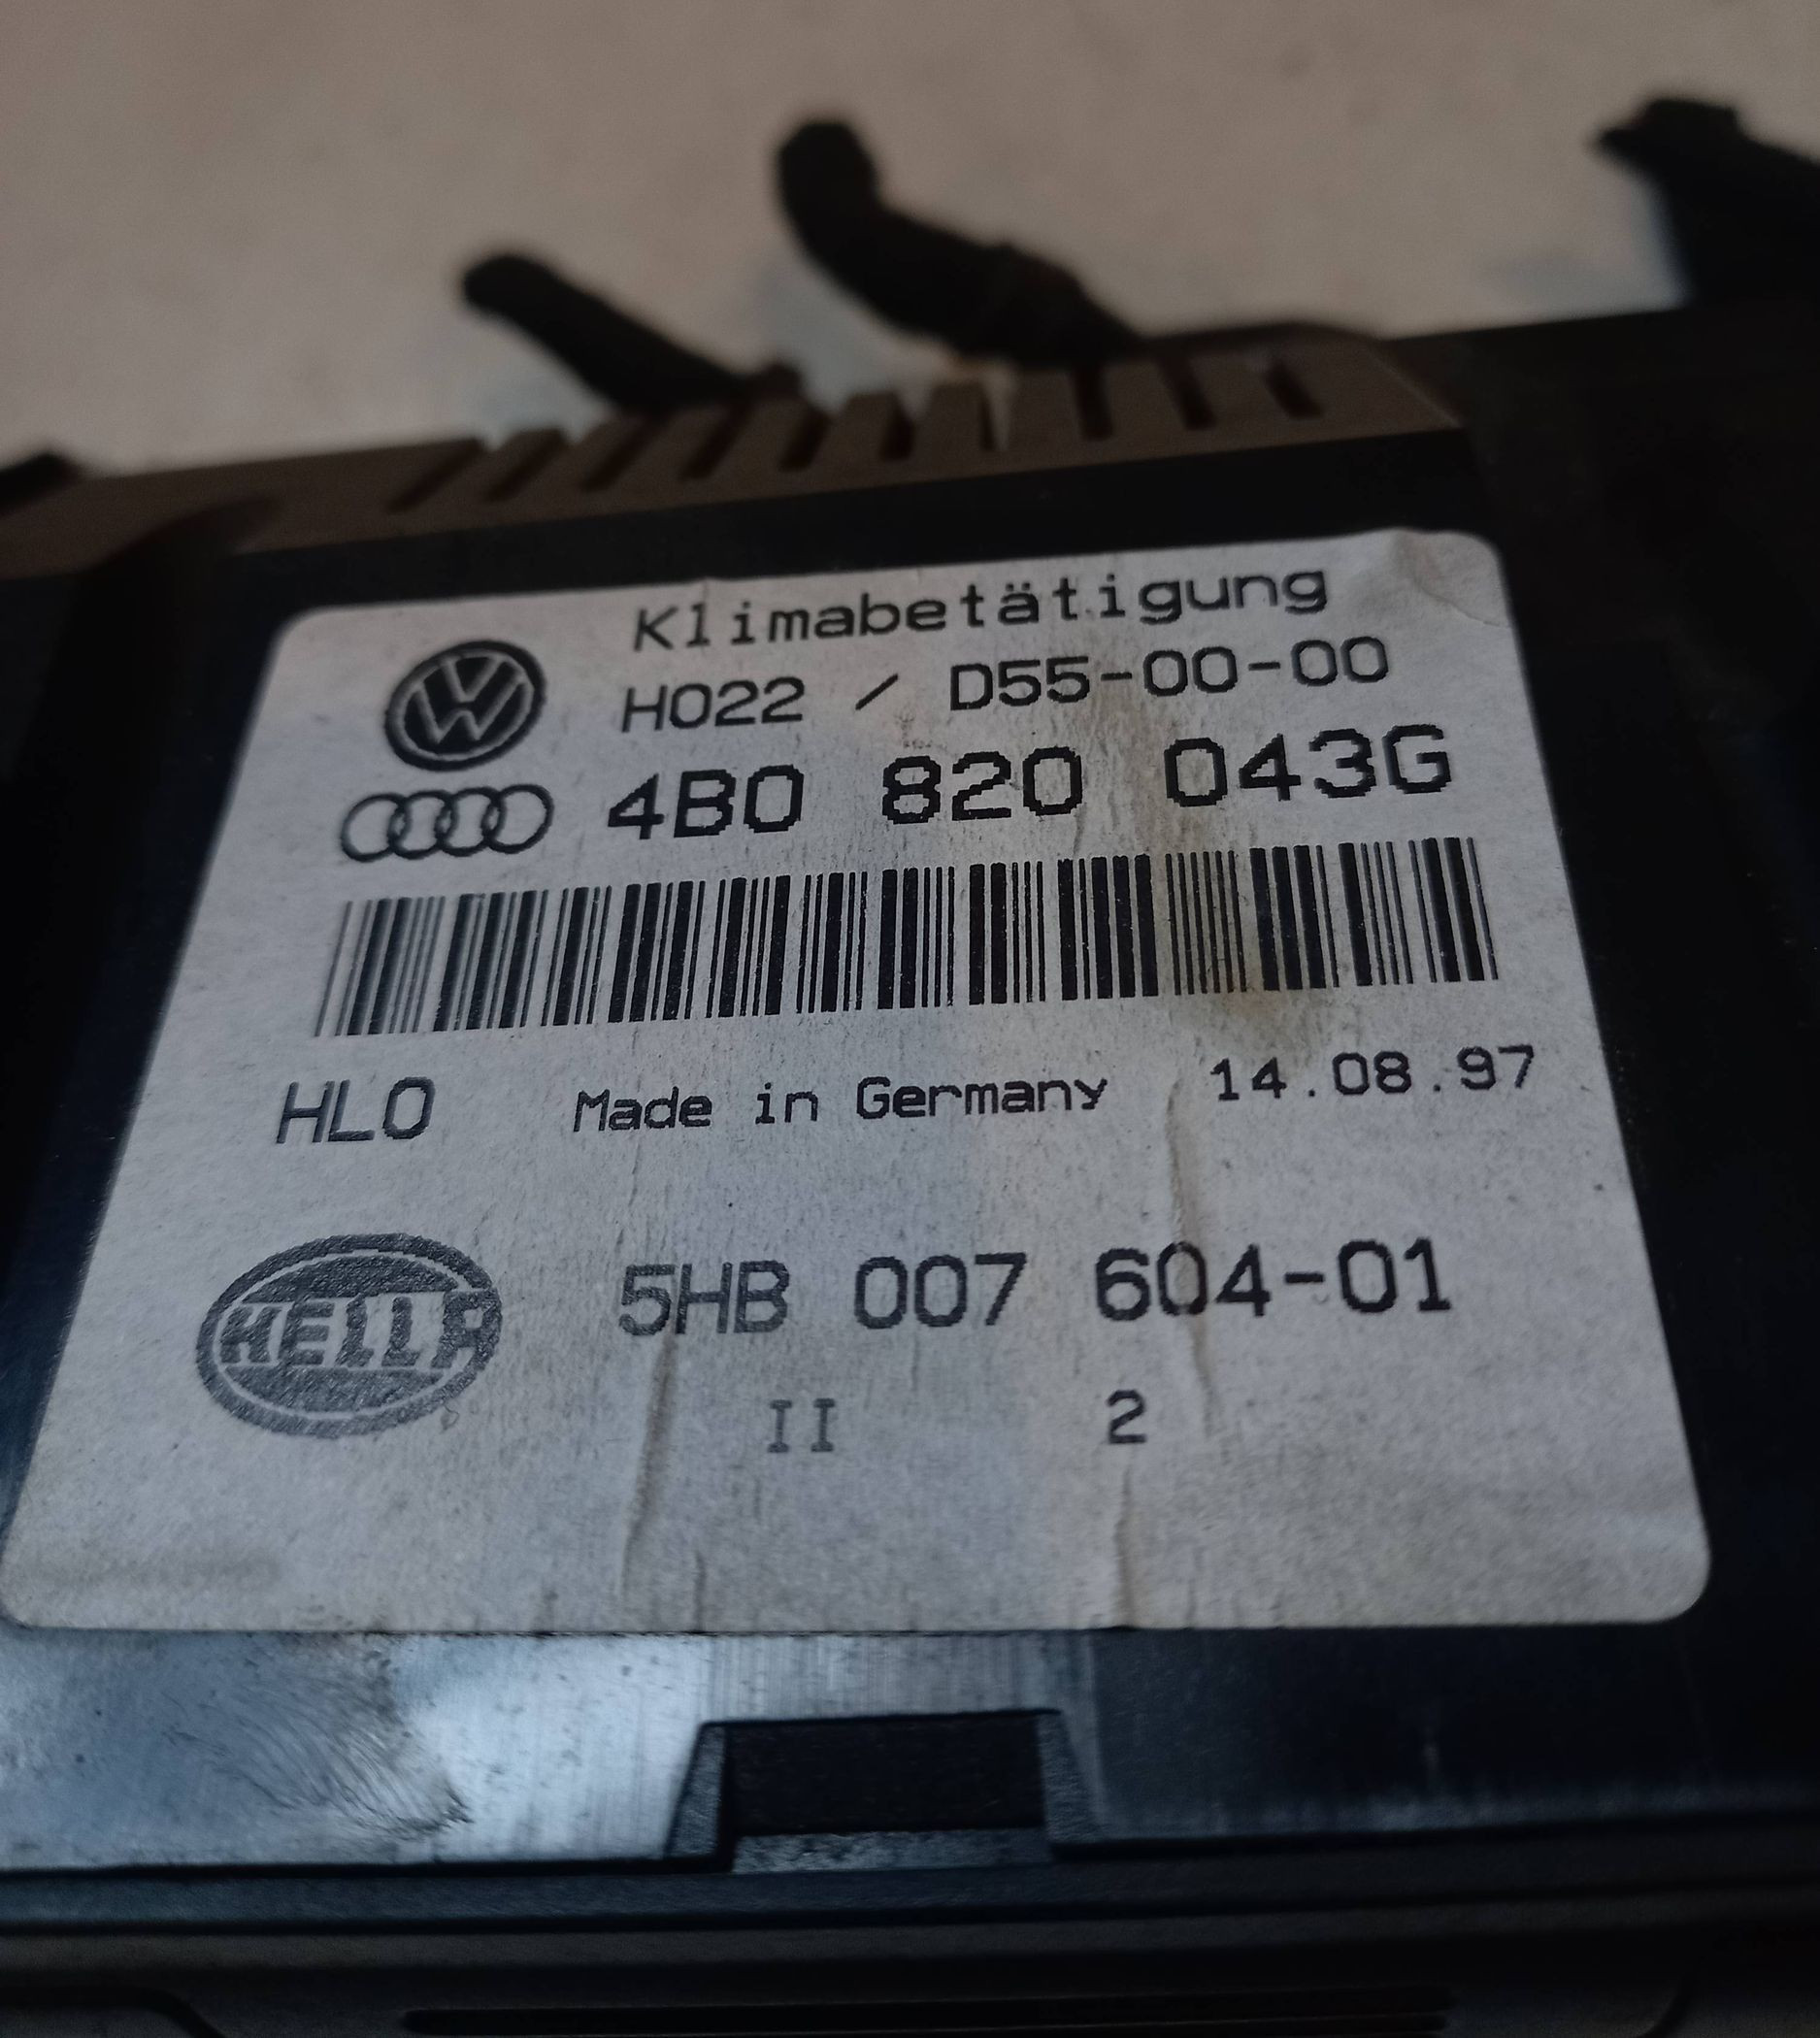 Klimabetätigung
H022 / D55-00-00
4B0 820 043G
HLO Made in Germany 14.08.97
HELLA 5HB 007 604-01
II 2